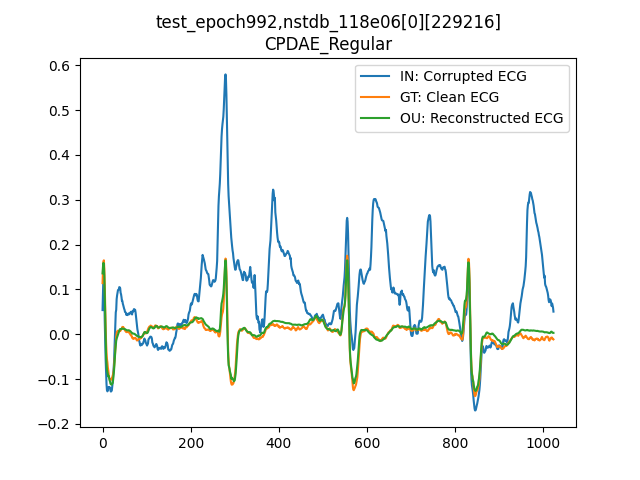 test_epoch992,nstdb_118e06[0][229216]
CPDAE_Regular
IN: Corrupted ECG
GT: Clean ECG
OU: Reconstructed ECG
0.6
0.5
0.4
0.3
0.2
0.1
0.0
−0.1
−0.2
0 200 400 600 800 1000